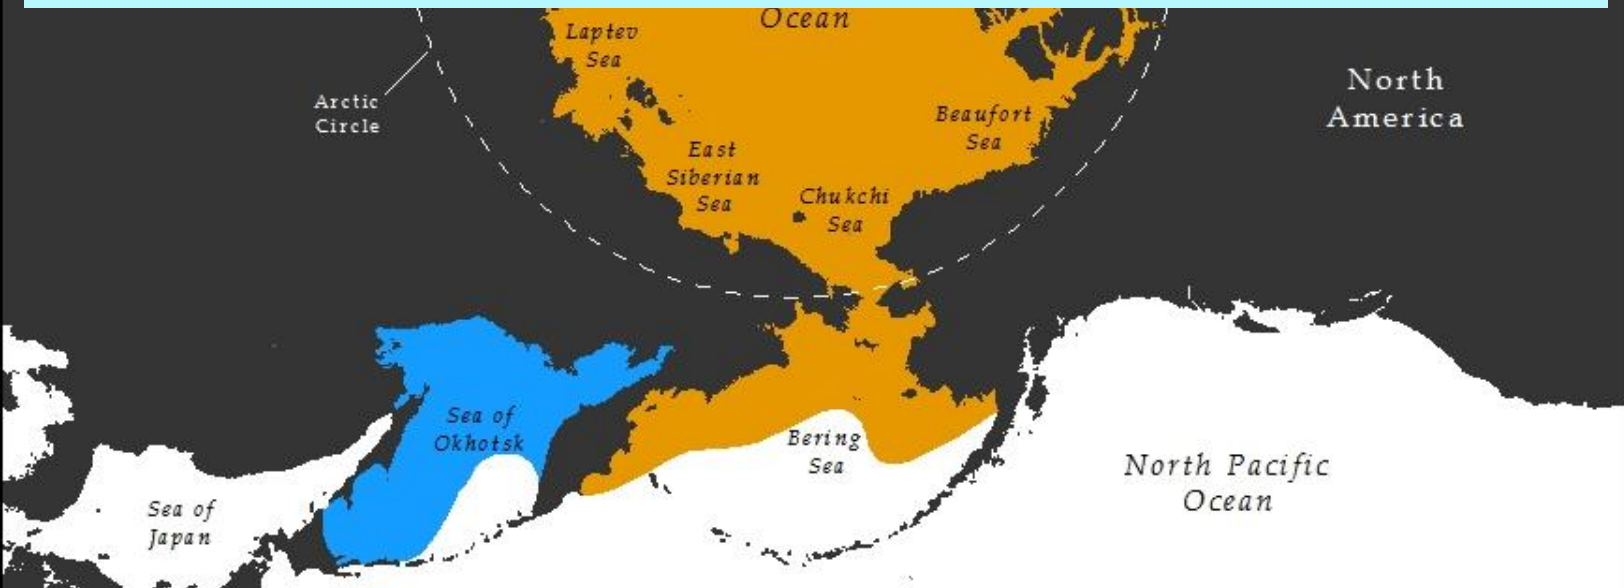 Ocean
Laptev
Sea
Arctic
Circle
North
America
Beaufort
Sea
East
Siberian
Sea
Chukchi
Sea
Sea of
Okhotsk
Bering
Sea
North Pacific
Ocean
Sea of
Japan